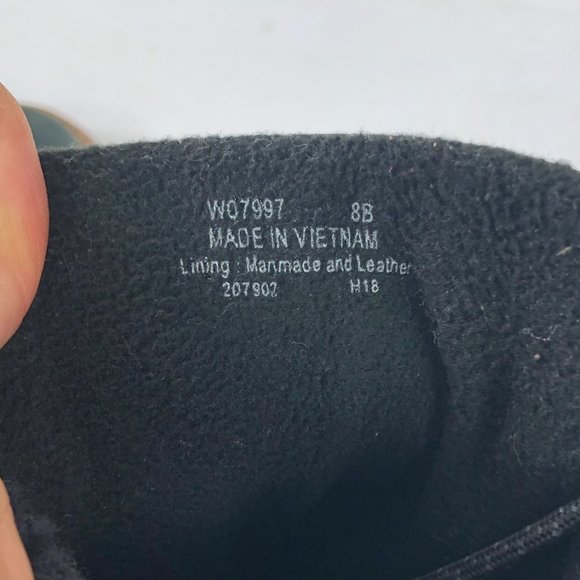 W07997 8B
MADE IN VIETNAM
Lining : Manmade and Leather
207902 H18